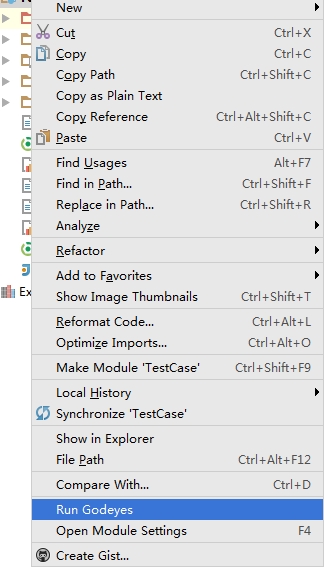 New
Cut Ctrl+X
Copy Ctrl+C
Copy Path Ctrl+Shift+C
Copy as Plain Text
Copy Reference Ctrl+Alt+Shift+C
Paste Ctrl+V
Find Usages Alt+F7
Find in Path... Ctrl+Shift+F
Replace in Path... Ctrl+Shift+R
Analyze
Refactor
Add to Favorites
Show Image Thumbnails Ctrl+Shift+T
Reformat Code... Ctrl+Alt+L
Optimize Imports... Ctrl+Alt+O
Make Module 'TestCase' Ctrl+Shift+F9
Local History
Synchronize 'TestCase'
Show in Explorer
File Path Ctrl+Alt+F12
Compare With... Ctrl+D
Run Godeyes
Open Module Settings F4
Create Gist...